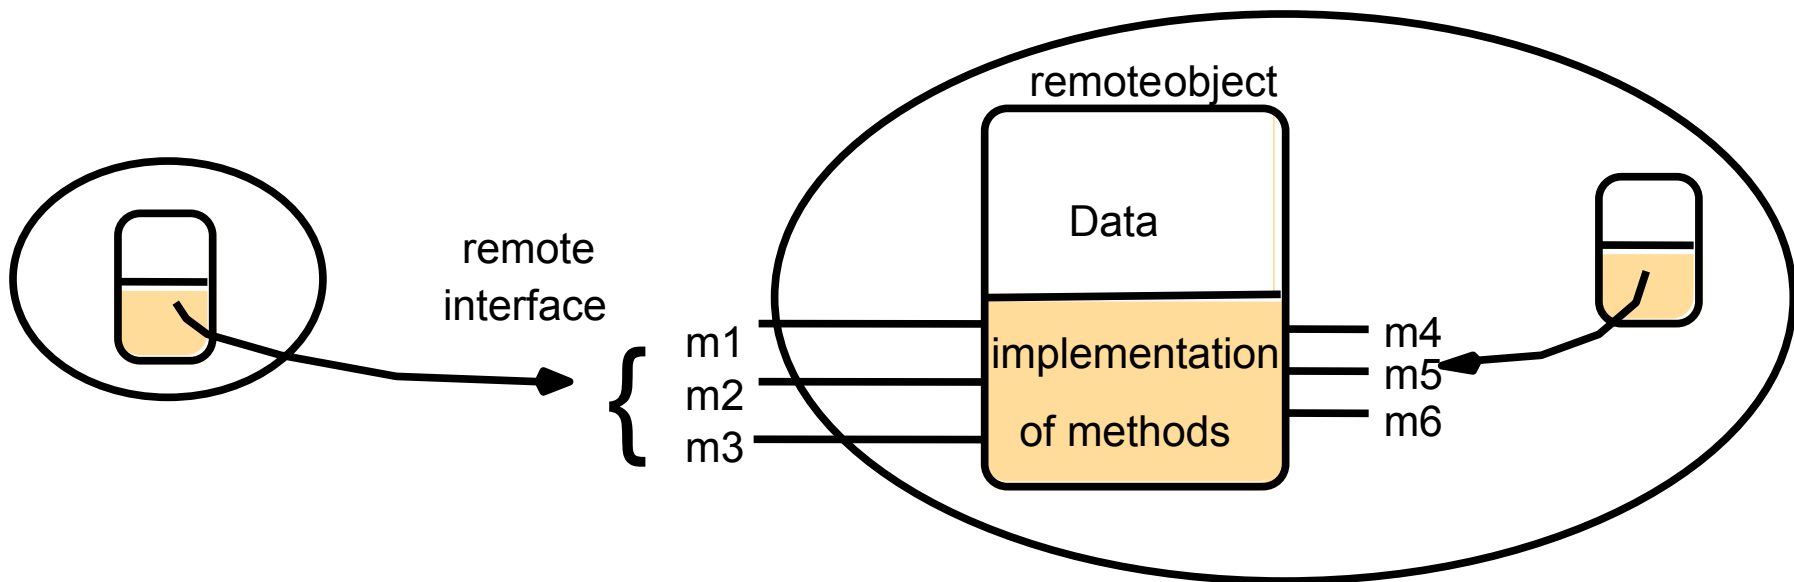 remoteobject
Data
remote
interface
{
m1
m2
m3
implementation
of methods
m4
m5
m6